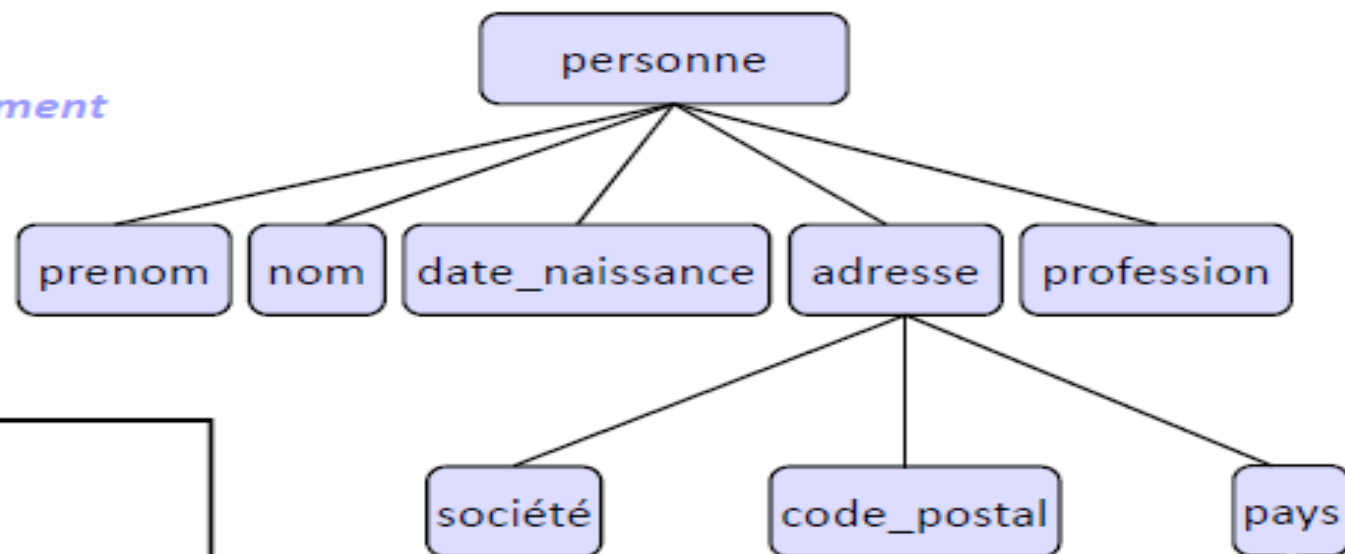 personne
ment
prenom nom date_naissance adresse profession
société code_postal pays